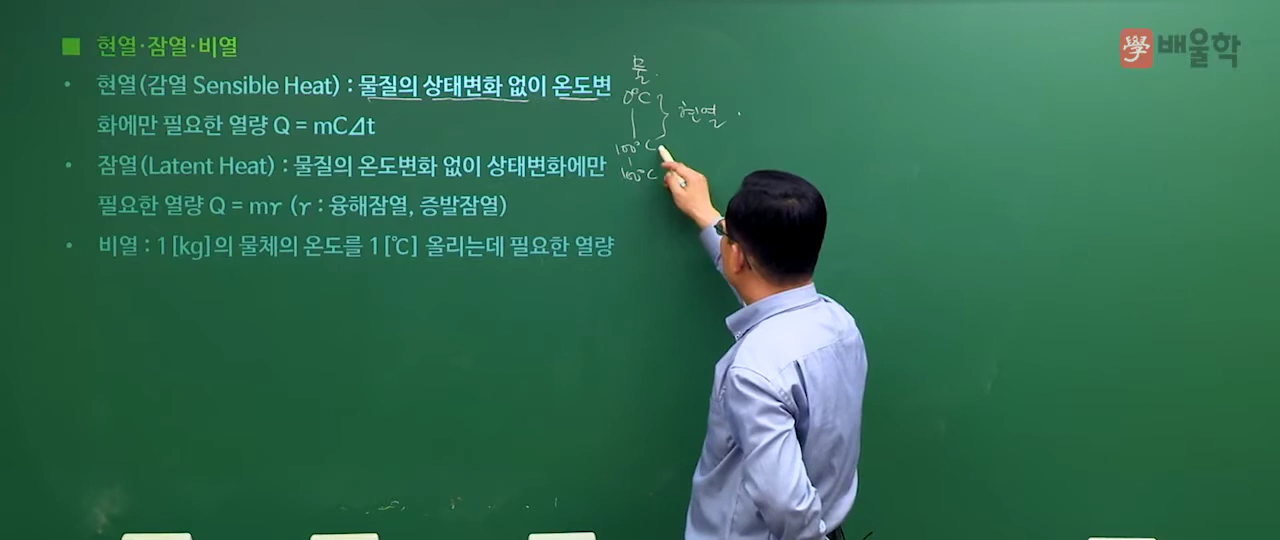 ■ 현열·잠열·비열
學 배울학
• 현열(감열 Sensible Heat) : 물질의 상태변화 없이 온도변
화에만 필요한 열량 Q = mC⊿t
• 잠열(Latent Heat) : 물질의 온도변화 없이 상태변화에만
필요한 열량 Q = mr (r : 융해잠열, 증발잠열)
• 비열 : 1[kg]의 물체의 온도를 1[℃] 올리는데 필요한 열량
물.
0°C
현열.
100°C
100°C